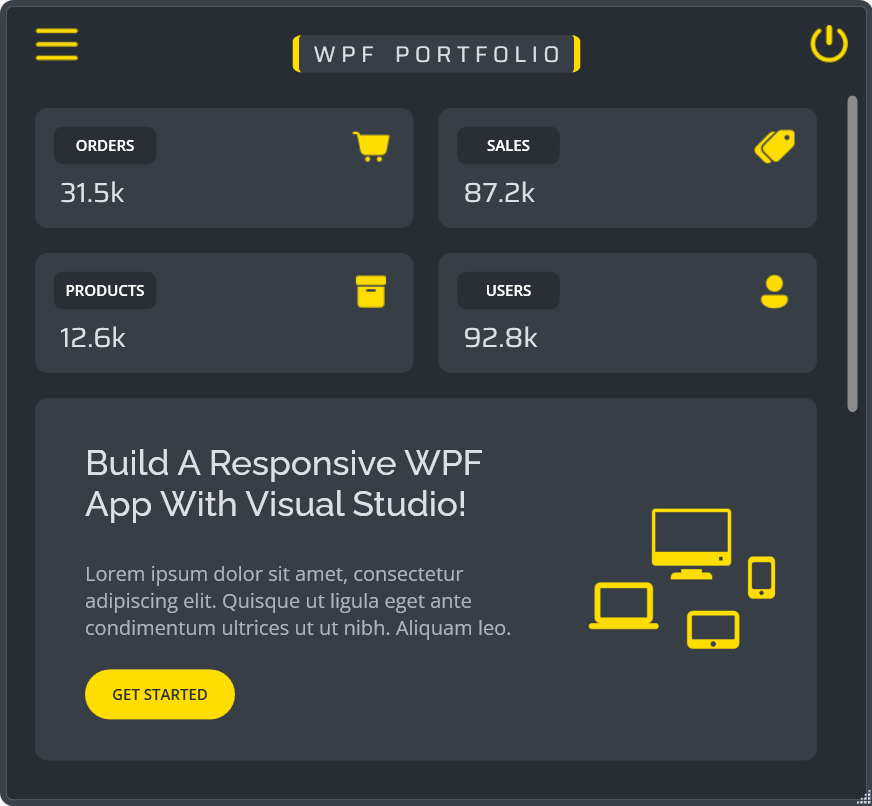 WPF PORTFOLIO
ORDERS
31.5k
SALES
87.2k
PRODUCTS
12.6k
USERS
92.8k
Build A Responsive WPF
App With Visual Studio!
Lorem ipsum dolor sit amet, consectetur
adipiscing elit. Quisque ut ligula eget ante
condimentum ultrices ut ut nibh. Aliquam leo.
GET STARTED